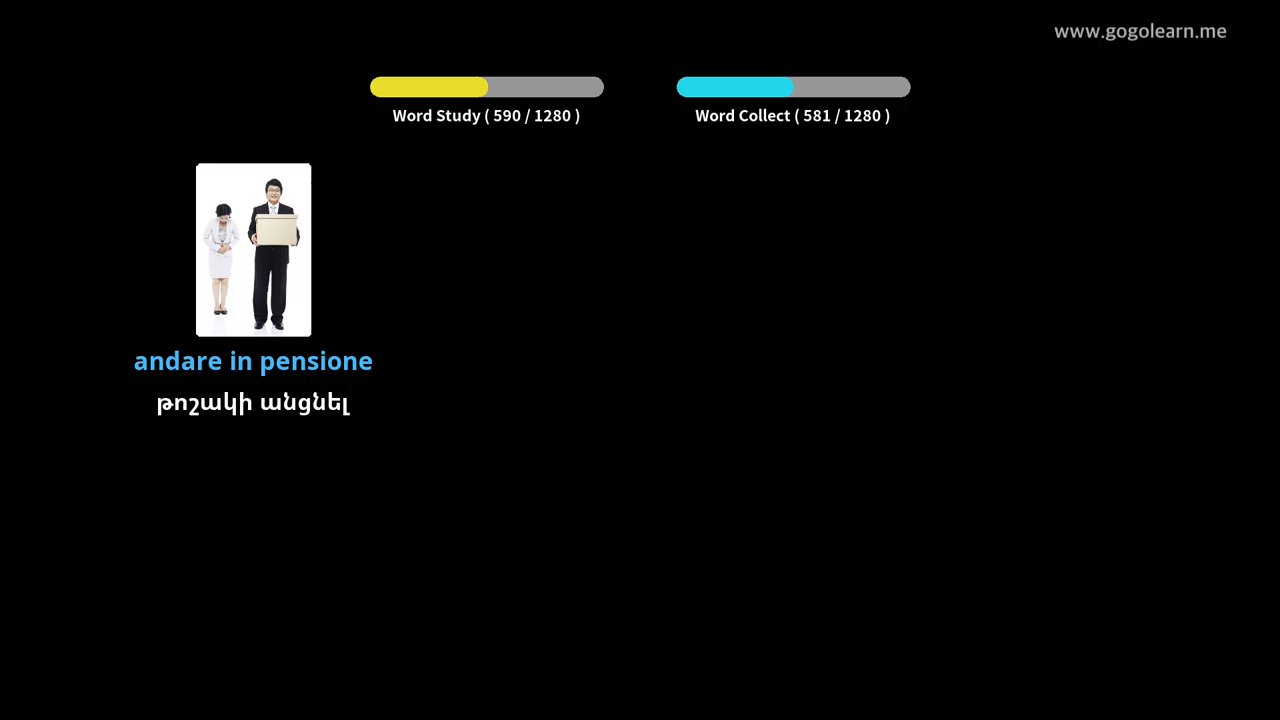 www.gogolearn.me
Word Study ( 590 / 1280 )
Word Collect ( 581 / 1280 )
andare in pensione
թոշակի անցնել